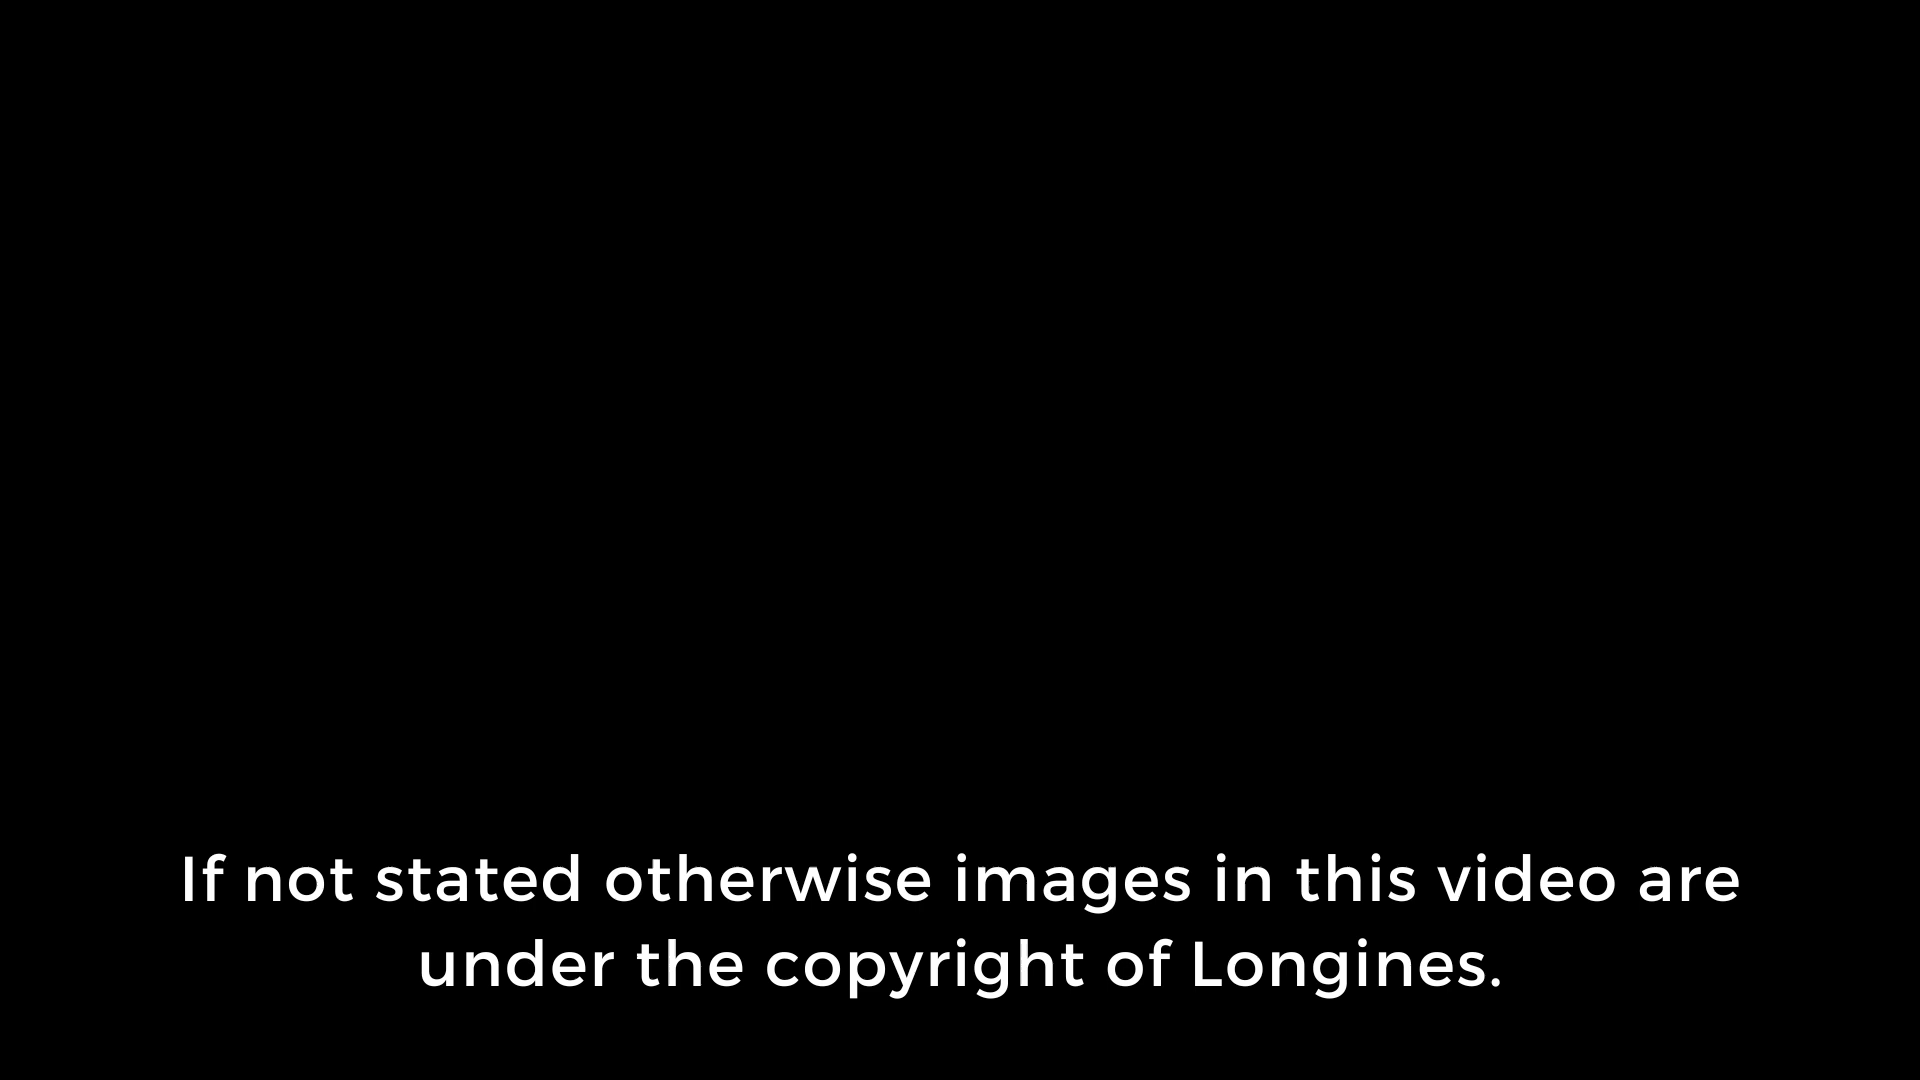 If not stated otherwise images in this video are
under the copyright of Longines.